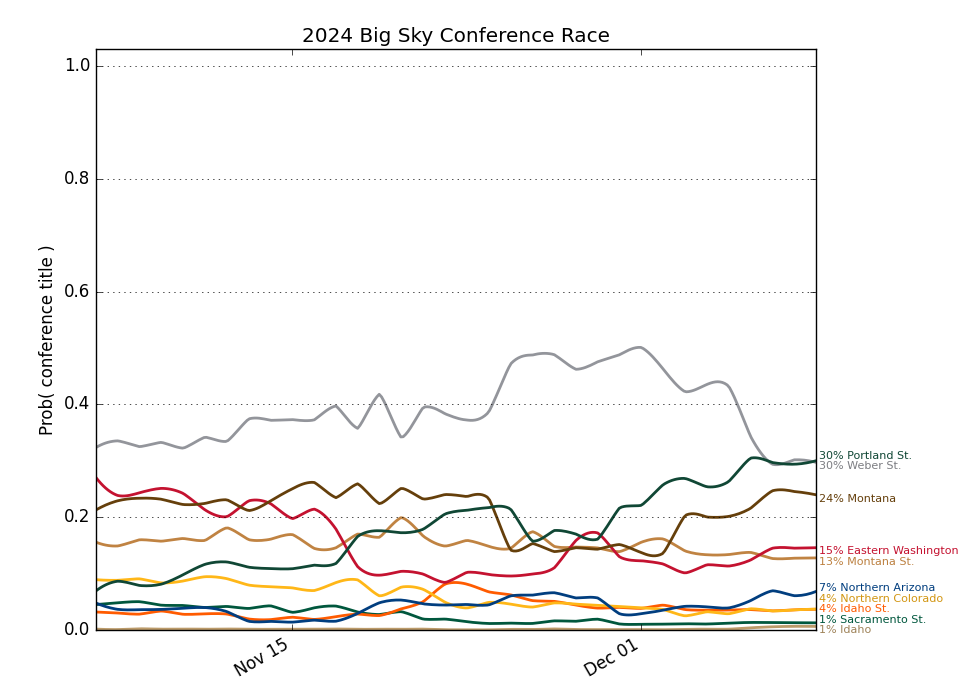 2024 Big Sky Conference Race
1.0
0.8
0.6
0.4
0.2
0.0
Prob( conference title )
30% Portland St.
30% Weber St.
24% Montana
15% Eastern Washington
13% Montana St.
7% Northern Arizona
4% Northern Colorado
4% Idaho St.
1% Sacramento St.
1% Idaho
Nov 15
Dec 01